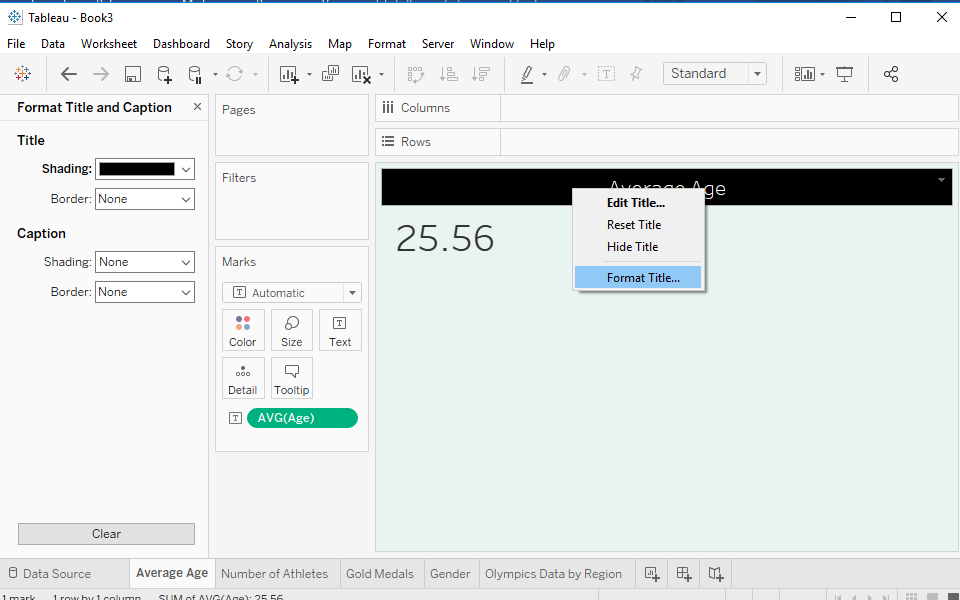 Tableau - Book3
File Data Worksheet Dashboard Story Analysis Map Format Server Window Help
Standard
Format Title and Caption
Title
Shading:
Border: None
Caption
Shading: None
Border: None
Clear
Pages
Filters
Marks
Automatic
Color Size Text
Detail Tooltip
AVG(Age)
Columns
Rows
Average Age
25.56
Edit Title...
Reset Title
Hide Title
Format Title...
Data Source Average Age Number of Athletes Gold Medals Gender Olympics Data by Region
1 mark 1 row by 1 column SUM of AVG(Age): 25.56